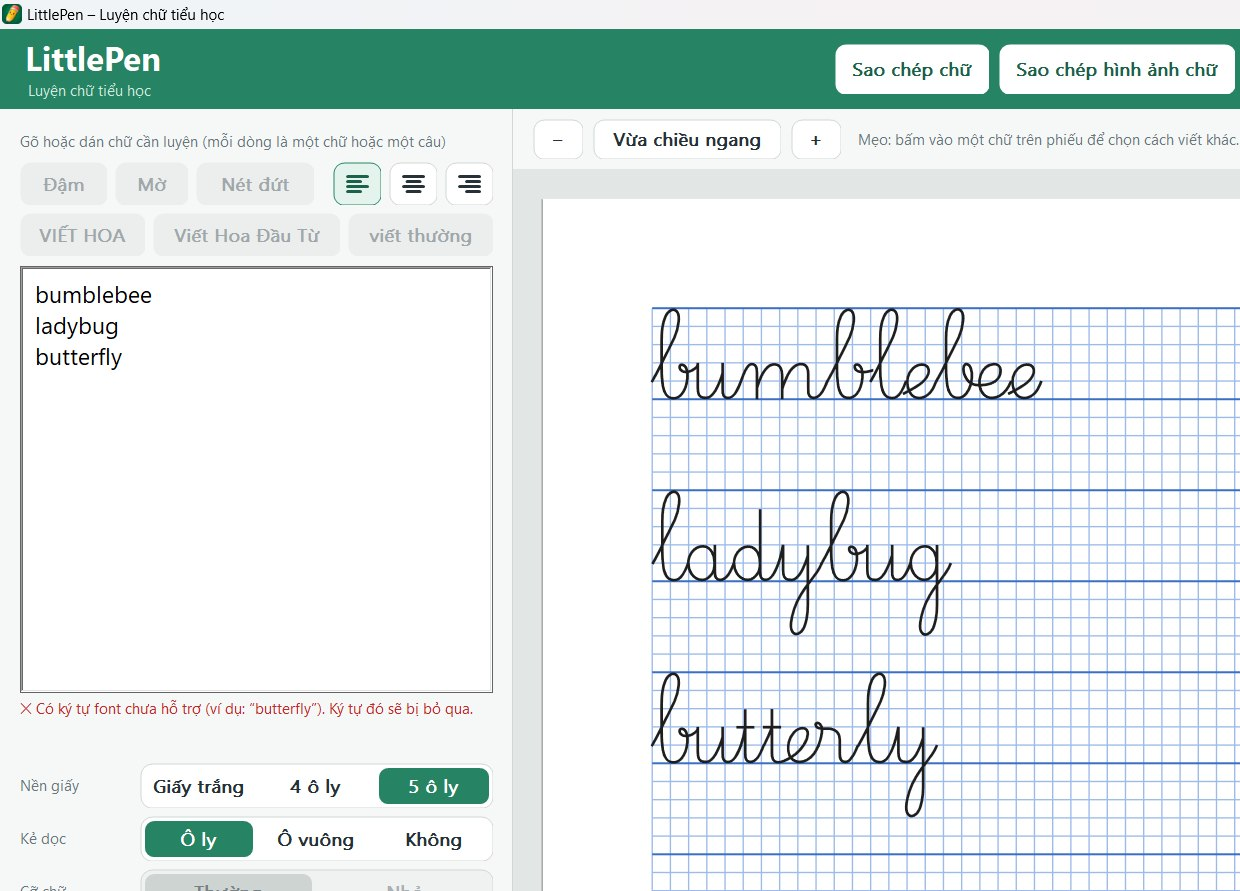 LittlePen – Luyện chữ tiểu học
LittlePen
Luyện chữ tiểu học
Sao chép chữ
Sao chép hình ảnh chữ
Gõ hoặc dán chữ cần luyện (mỗi dòng là một chữ hoặc một câu)
Đậm Mờ Nét đứt
VIẾT HOA Viết Hoa Đầu Từ viết thường
bumblebee
ladybug
butterfly
× Có ký tự font chưa hỗ trợ (ví dụ: “butterfly”). Ký tự đó sẽ bị bỏ qua.
Nền giấy Giấy trắng 4 ô ly 5 ô ly
Kẻ dọc Ô ly Ô vuông Không
Cỡ chữ Thường Nhỏ
– Vừa chiều ngang + Mẹo: bấm vào một chữ trên phiếu để chọn cách viết khác.
bumblebee
ladybug
butterly